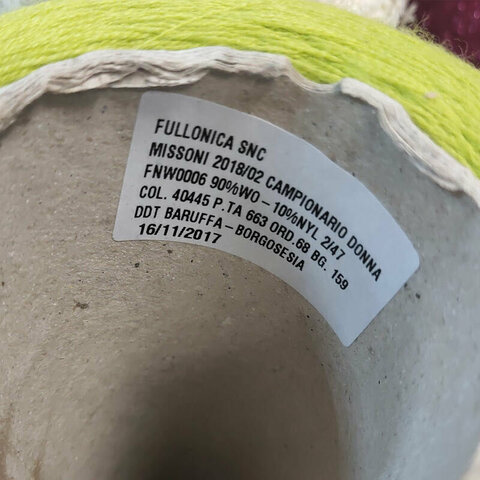 FULLONICA SNC
MISSONI 2018/02 CAMPIONARIO DONNA
FNW0006 90%WO - 10%NYL 2/47
COL. 40445 P.TA 663 ORD.68 BG. 159
DDT BARUFFA - BORGOSESIA
16/11/2017